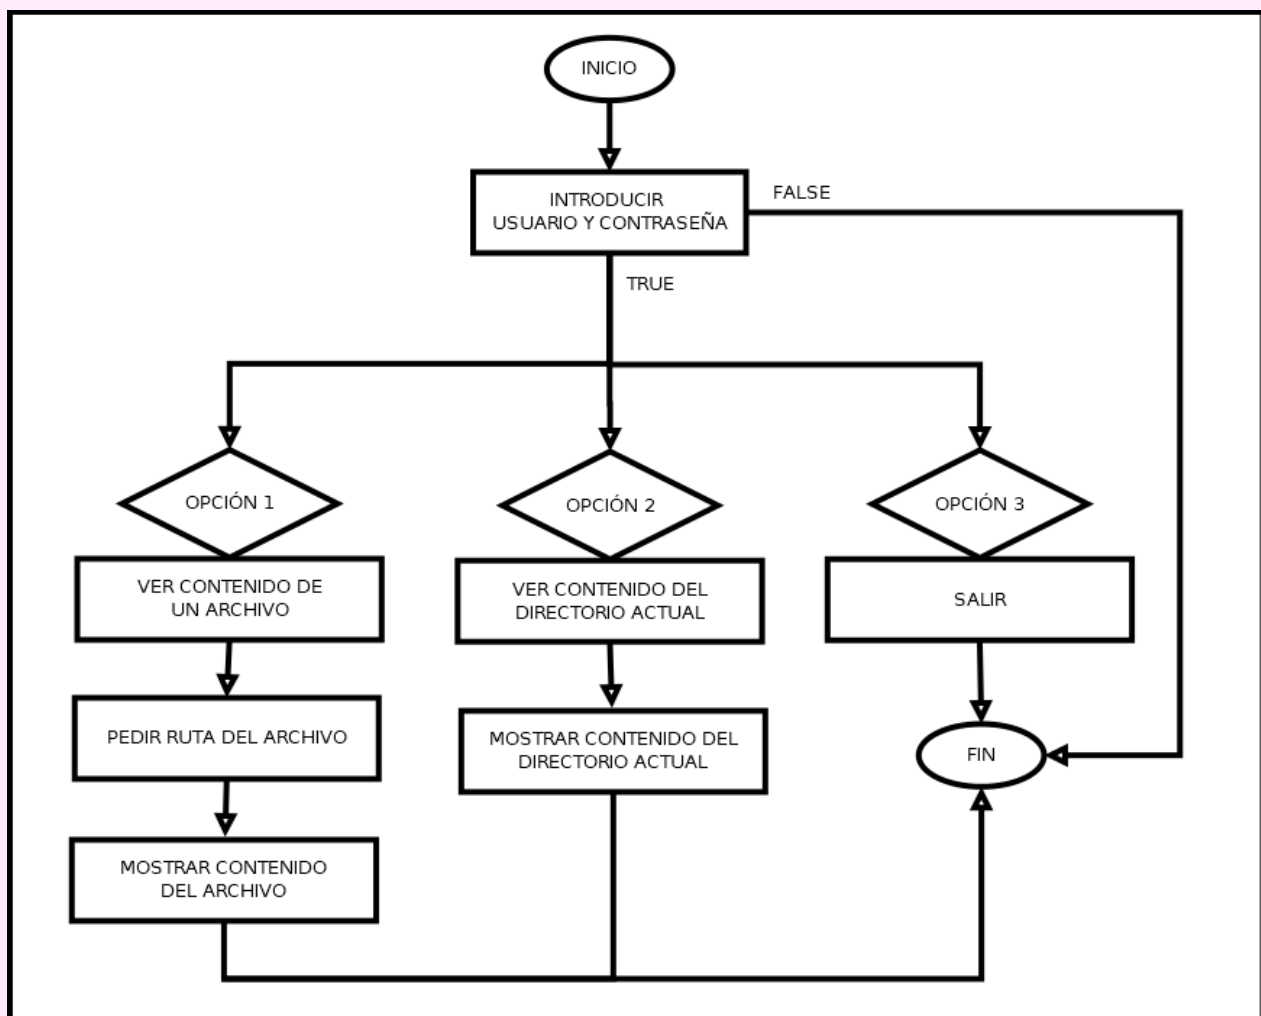 INICIO
INTRODUCIR
USUARIO Y CONTRASEÑA
FALSE
TRUE
OPCIÓN 1
VER CONTENIDO DE
UN ARCHIVO
PEDIR RUTA DEL ARCHIVO
MOSTRAR CONTENIDO
DEL ARCHIVO
OPCIÓN 2
VER CONTENIDO DEL
DIRECTORIO ACTUAL
MOSTRAR CONTENIDO DEL
DIRECTORIO ACTUAL
OPCIÓN 3
SALIR
FIN